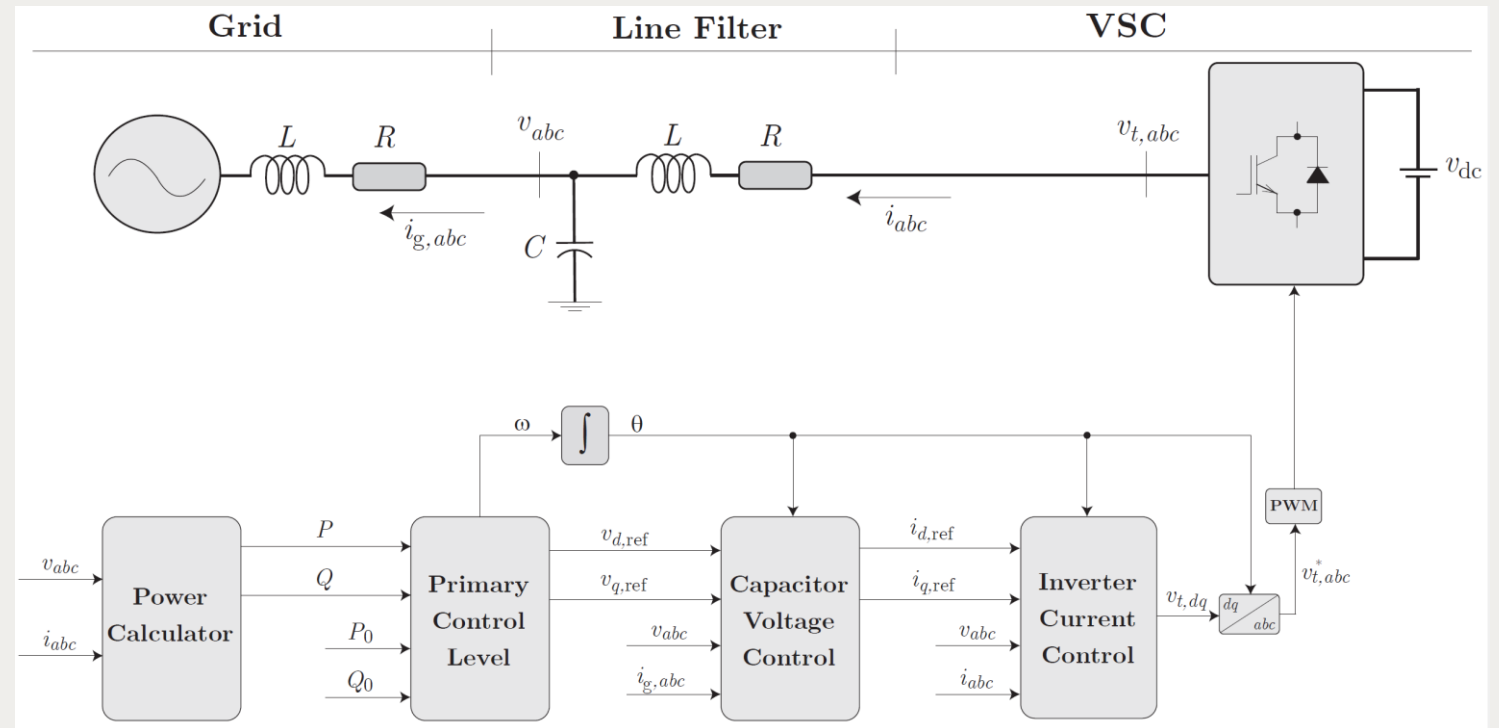 Grid
Line Filter
VSC
L
R
v_abc
L
R
v_t,abc
v_dc
i_g,abc
C
i_abc
ω
∫
θ
PWM
v*_t,abc
v_abc
i_abc
Power
Calculator
P
Q
P_0
Q_0
Primary
Control
Level
v_d,ref
v_q,ref
v_abc
i_g,abc
Capacitor
Voltage
Control
i_d,ref
i_q,ref
v_abc
i_abc
Inverter
Current
Control
v_t,dq
dq
abc